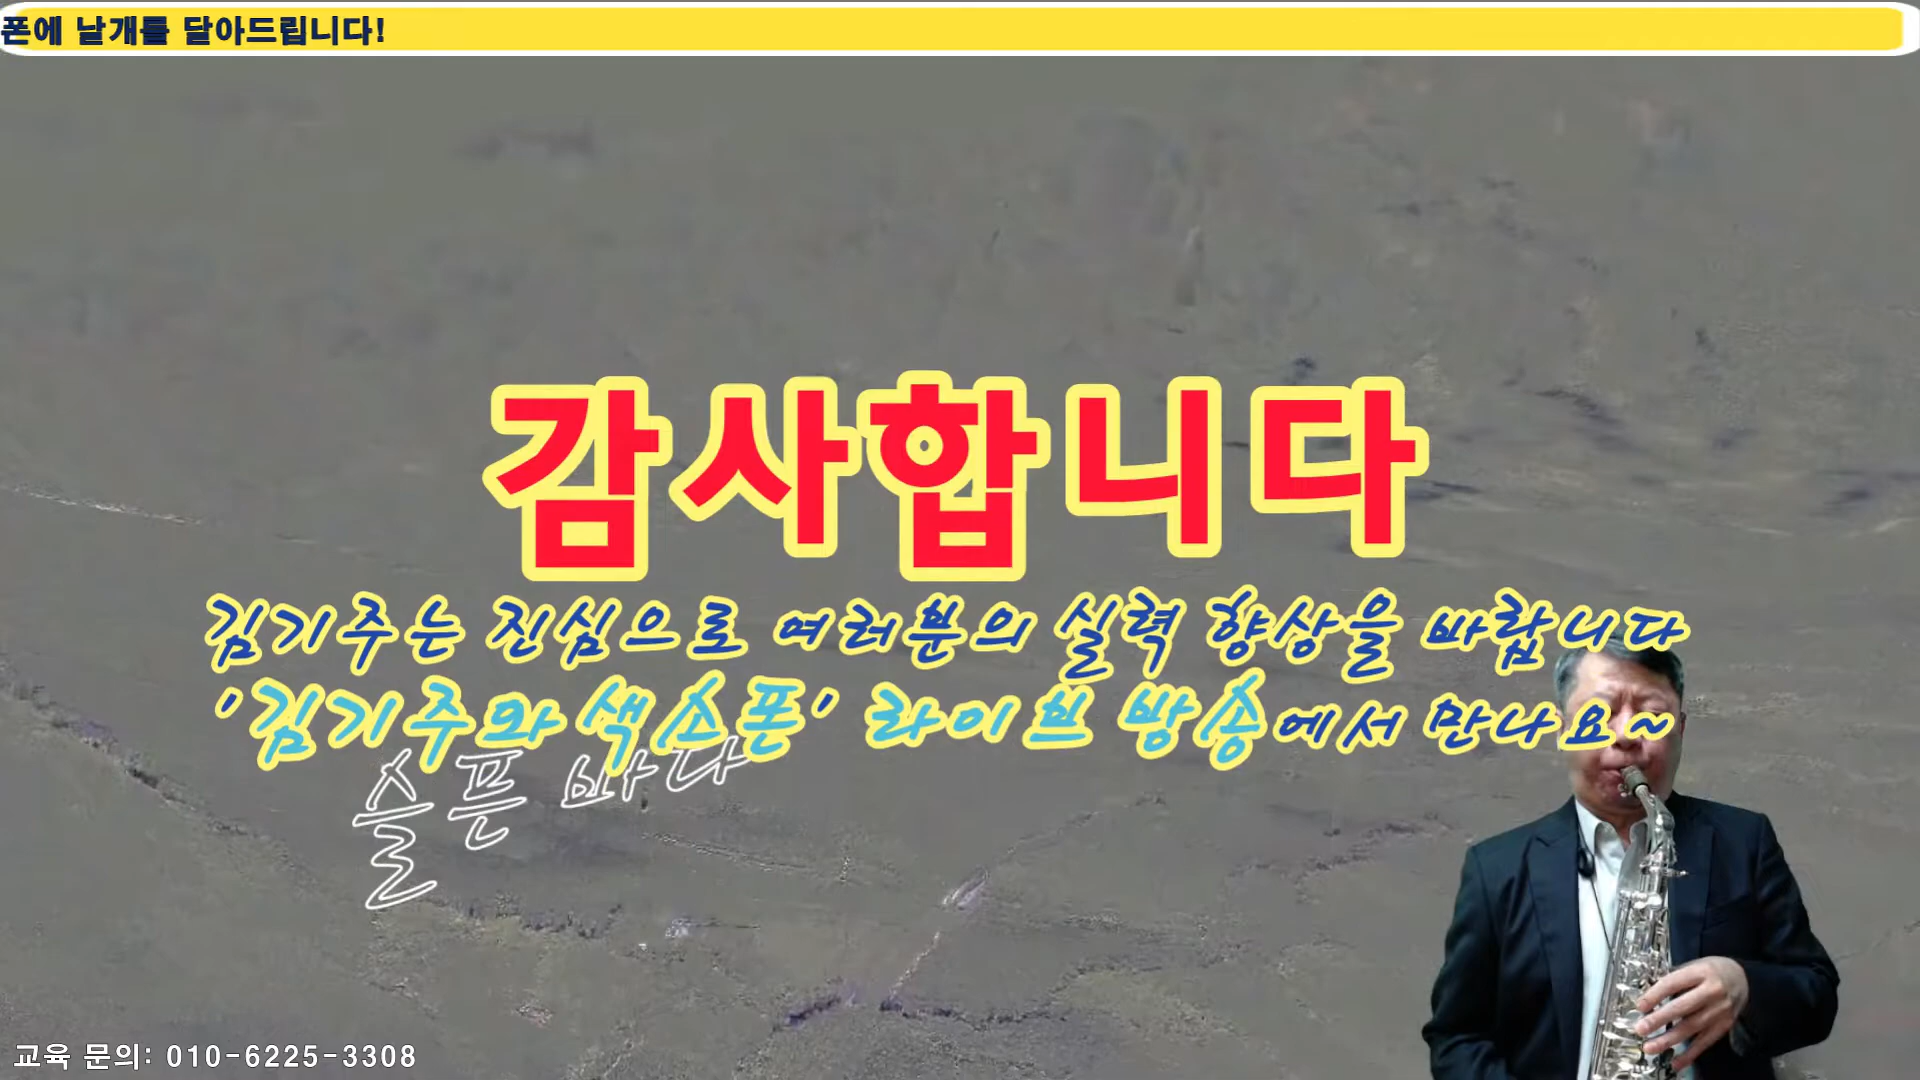 폰에 날개를 달아드립니다!
감사합니다
김기주는 진심으로 여러분의 실력 향상을 바랍니다
'김기주와 색소폰' 라이브 방송에서 만나요~
슬픈 바다
교육 문의: 010-6225-3308